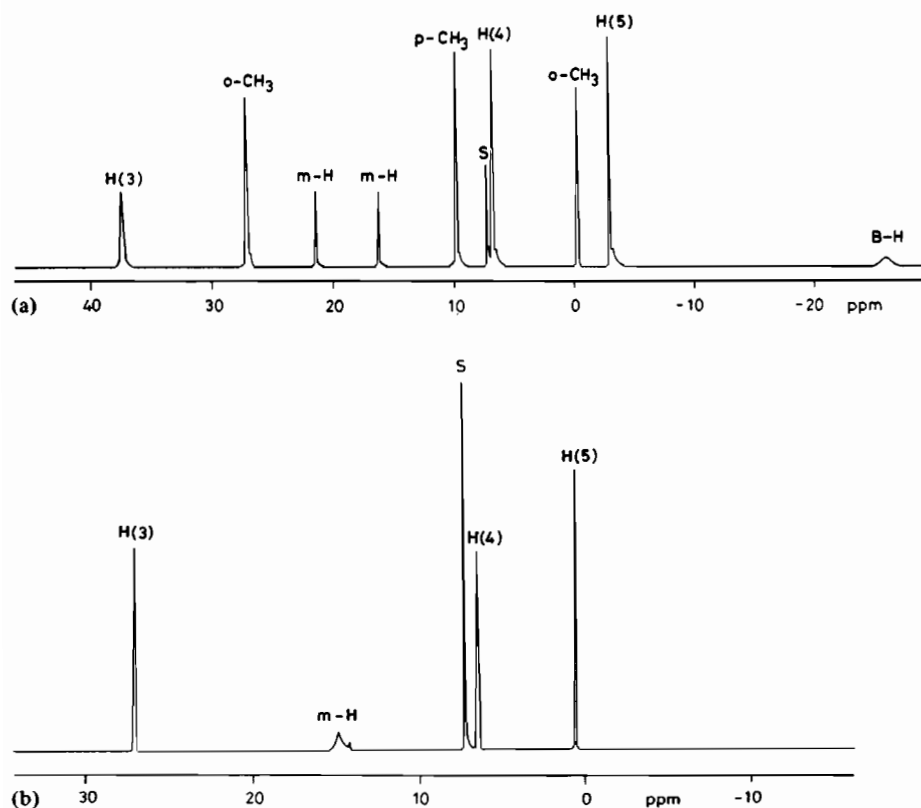 H(5)
p-CH₃
H(4)
o-CH₃
o-CH₃
S
H(3)
m-H
m-H
B-H
(a)
40
30
20
10
0
-10
-20
ppm
S
H(5)
H(3)
H(4)
m-H
(b)
30
20
10
0
ppm
-10